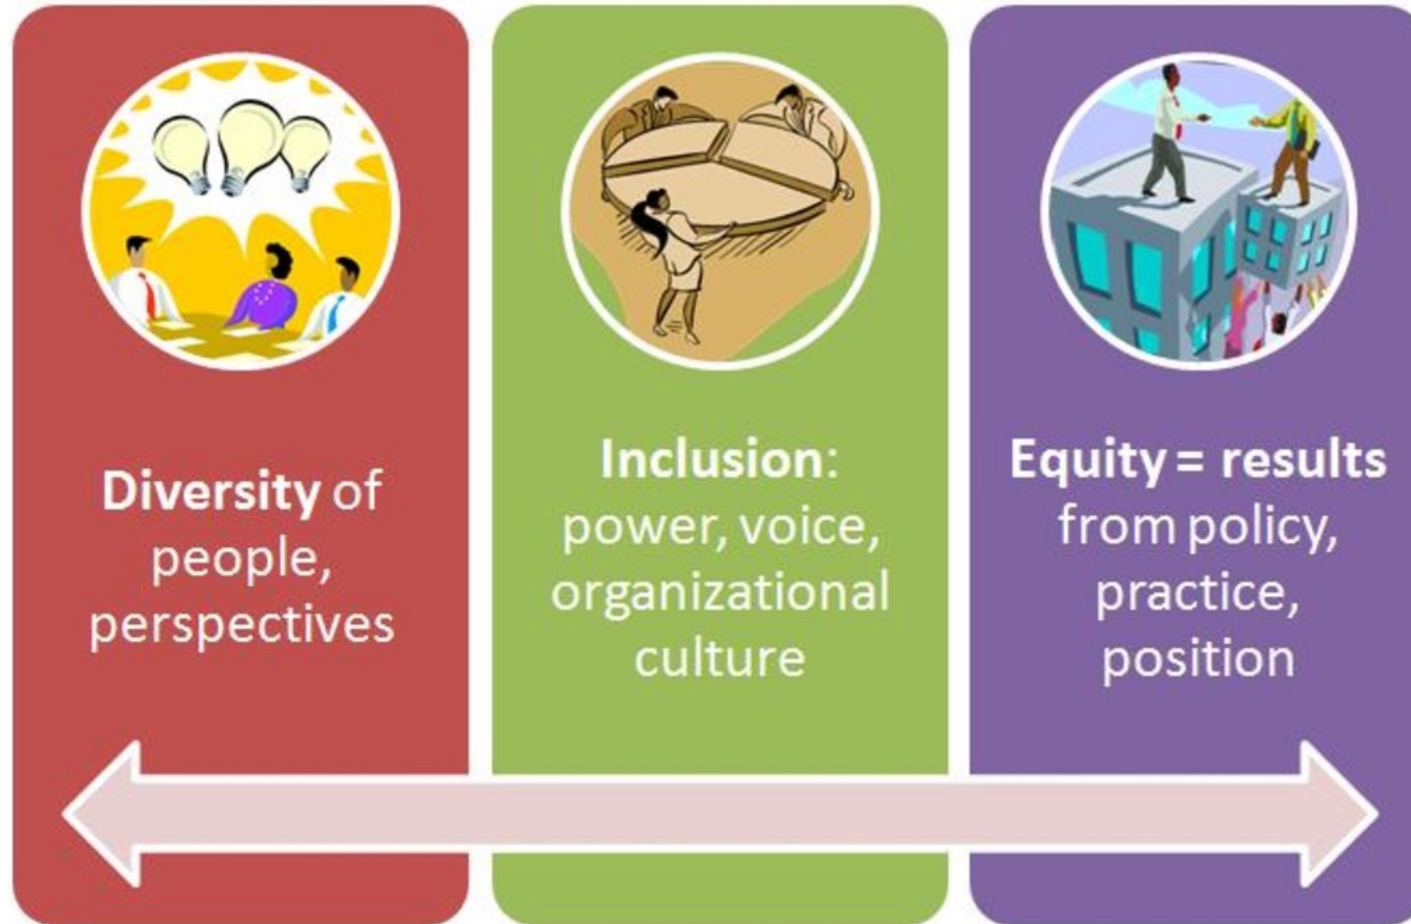 Diversity of
people,
perspectives
Inclusion:
power, voice,
organizational
culture
Equity = results
from policy,
practice,
position